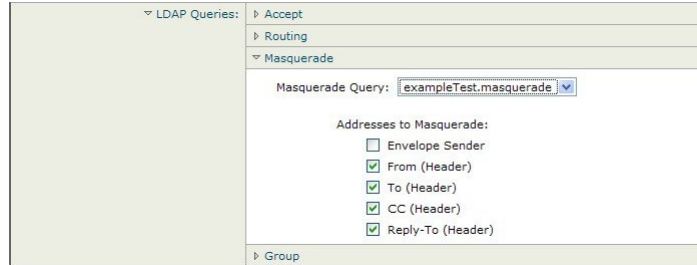 LDAP Queries:
Accept
Routing
Masquerade
Masquerade Query: exampleTest.masquerade
Addresses to Masquerade:
Envelope Sender
From (Header)
To (Header)
CC (Header)
Reply-To (Header)
Group